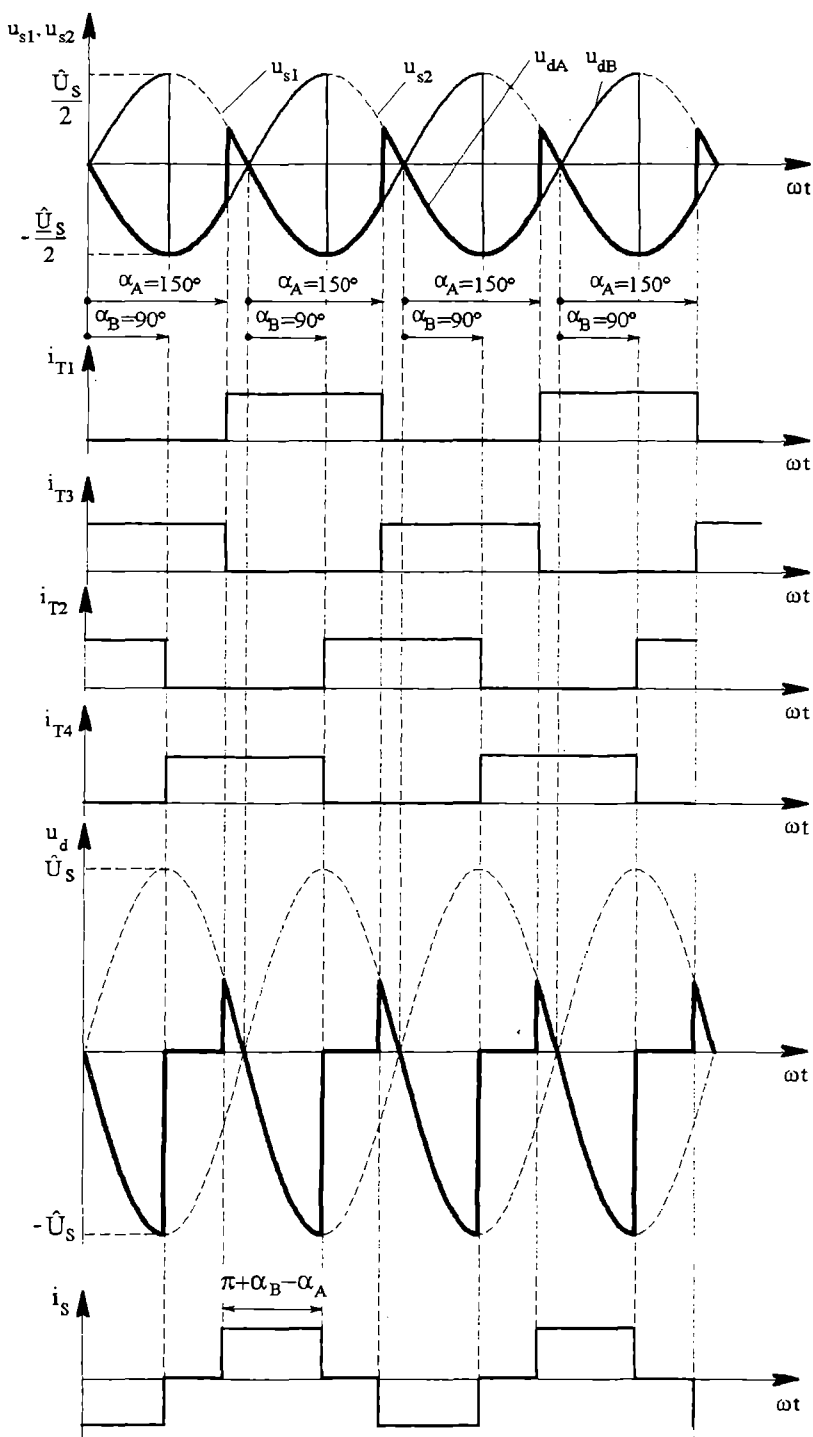 u_s1, u_s2
Û_S/2
u_s1
u_s2
u_dA
u_dB
ωt
-Û_S/2
α_A=150° α_A=150° α_A=150° α_A=150°
α_B=90° α_B=90° α_B=90° α_B=90°
i_T1
ωt
i_T3
ωt
i_T2
ωt
i_T4
ωt
u_d
Û_S
ωt
-Û_S
π+α_B-α_A
i_S
ωt